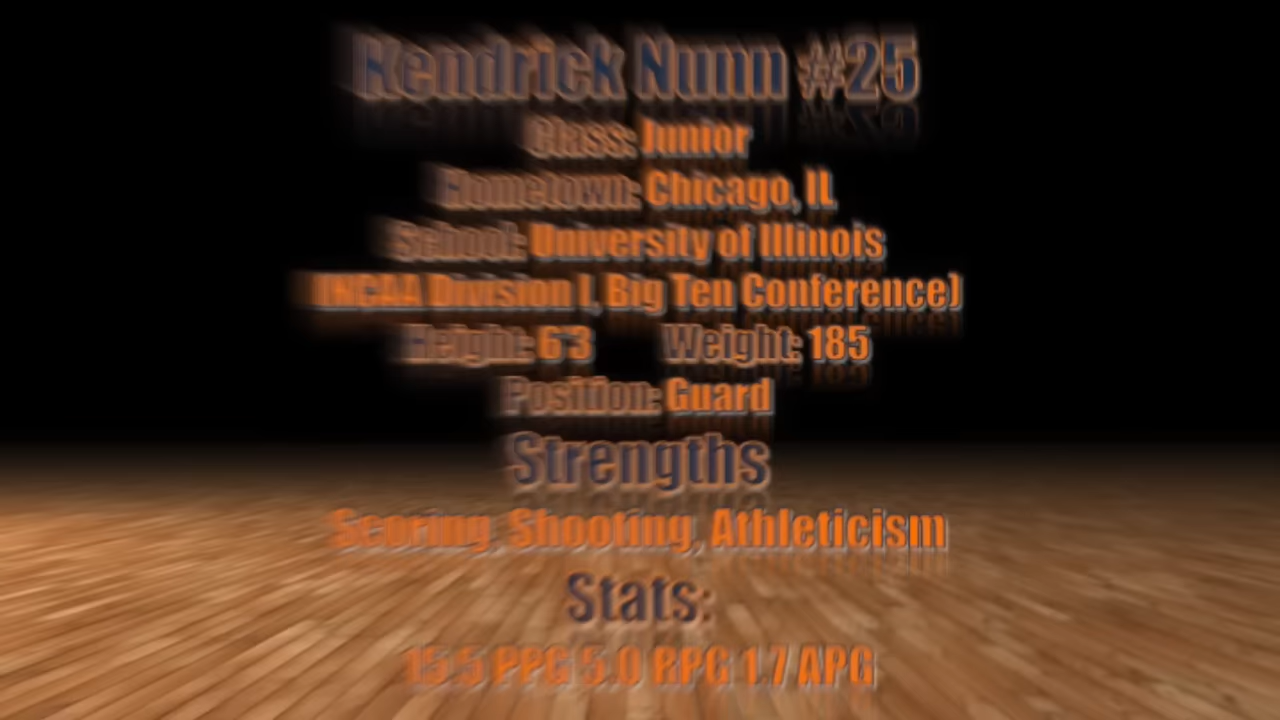 Kendrick Nunn #25
Class: Junior
Hometown: Chicago, IL
School: University of Illinois
(NCAA Division I, Big Ten Conference)
Height: 6'3 Weight: 185
Position: Guard
Strengths
Scoring, Shooting, Athleticism
Stats:
15.5 PPG 5.0 RPG 1.7 APG